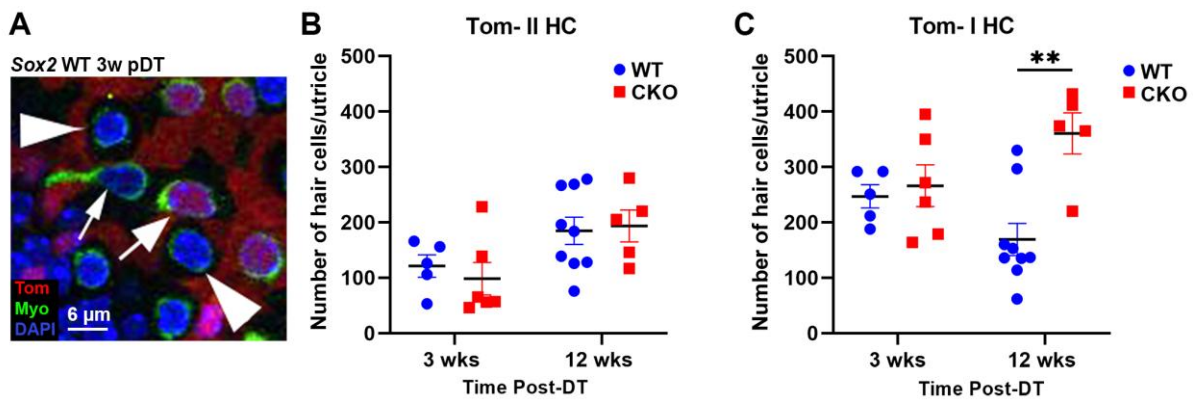 A
Sox2 WT 3w pDT
Tom
Myo
DAPI
6 µm
B
Tom- II HC
Number of hair cells/utricle
500
400
300
200
100
0
WT
CKO
3 wks
12 wks
Time Post-DT
C
Tom- I HC
Number of hair cells/utricle
500
400
300
200
100
0
**
WT
CKO
3 wks
12 wks
Time Post-DT